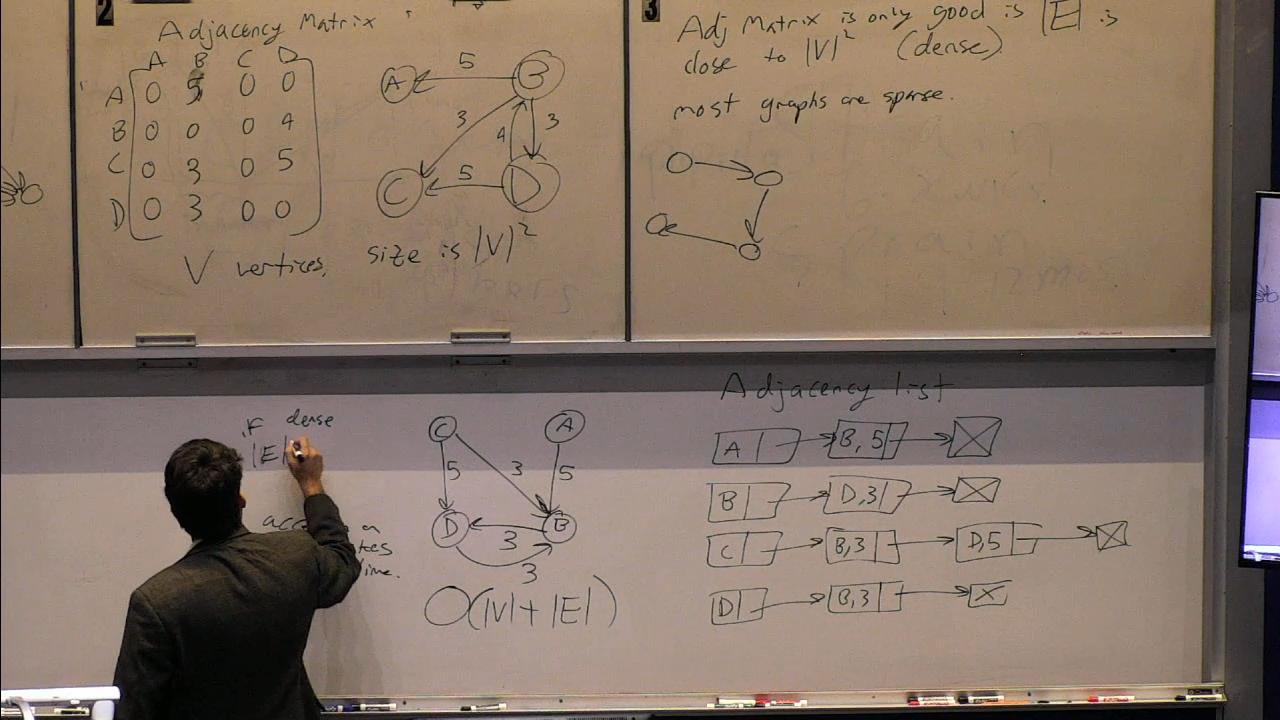 2
Adjacency Matrix
A B C D
A 0 5 0 0
B 0 0 0 4
C 0 3 0 5
D 0 3 0 0
V vertices, size is |V|²
A 5 B
3 4 3
C 5 D
3
Adj Matrix is only good is |E| is
close to |V|² (dense)
most graphs are sparse.
if dense
|E|
C A
5 3 5
D 3 B
3
O(|V| + |E|)
Adjacency list
A B, 5
B D,3
C B,3 D,5
D B,3